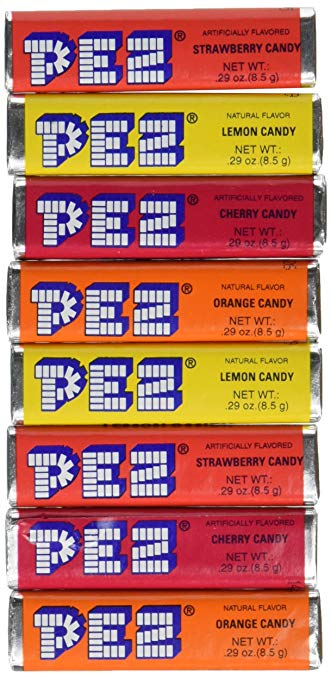 PEZ®
ARTIFICIALLY FLAVORED
STRAWBERRY CANDY
NET WT.:
.29 oz.(8.5 g)
PEZ®
NATURAL FLAVOR
LEMON CANDY
NET WT.:
.29 oz.(8.5 g)
PEZ®
ARTIFICIALLY FLAVORED
CHERRY CANDY
NET WT.:
.29 oz.(8.5 g)
PEZ®
NATURAL FLAVOR
ORANGE CANDY
NET WT.:
.29 oz.(8.5 g)
PEZ®
NATURAL FLAVOR
LEMON CANDY
NET WT.:
.29 oz.(8.5 g)
PEZ®
ARTIFICIALLY FLAVORED
STRAWBERRY CANDY
NET WT.:
.29 oz.(8.5 g)
PEZ®
ARTIFICIALLY FLAVORED
CHERRY CANDY
NET WT.:
.29 oz.(8.5 g)
PEZ®
NATURAL FLAVOR
ORANGE CANDY
NET WT.:
.29 oz.(8.5 g)